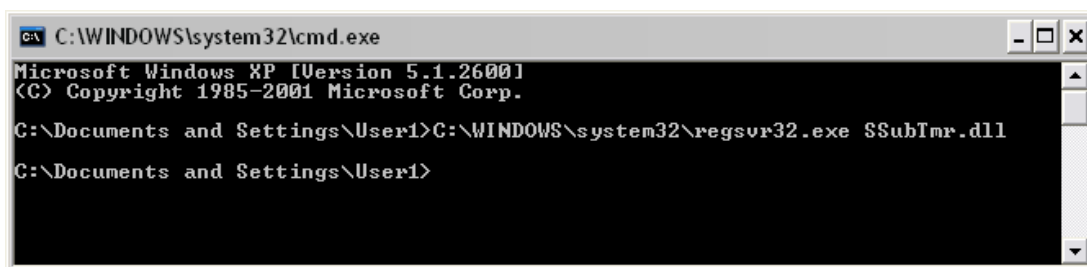 C:\WINDOWS\system32\cmd.exe
Microsoft Windows XP [Version 5.1.2600]
(C) Copyright 1985-2001 Microsoft Corp.
C:\Documents and Settings\User1>C:\WINDOWS\system32\regsvr32.exe SSubTmr.dll
C:\Documents and Settings\User1>